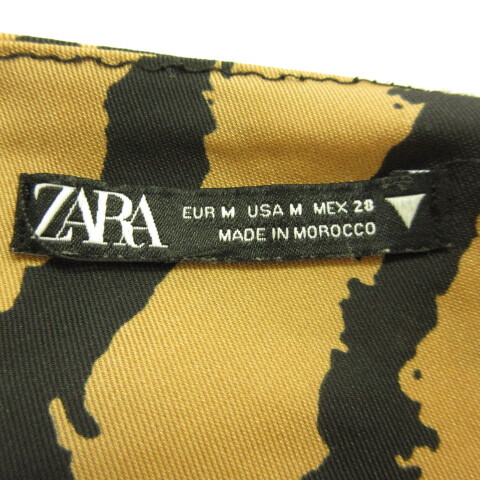 ZARA
EUR M USA M MEX 28
MADE IN MOROCCO